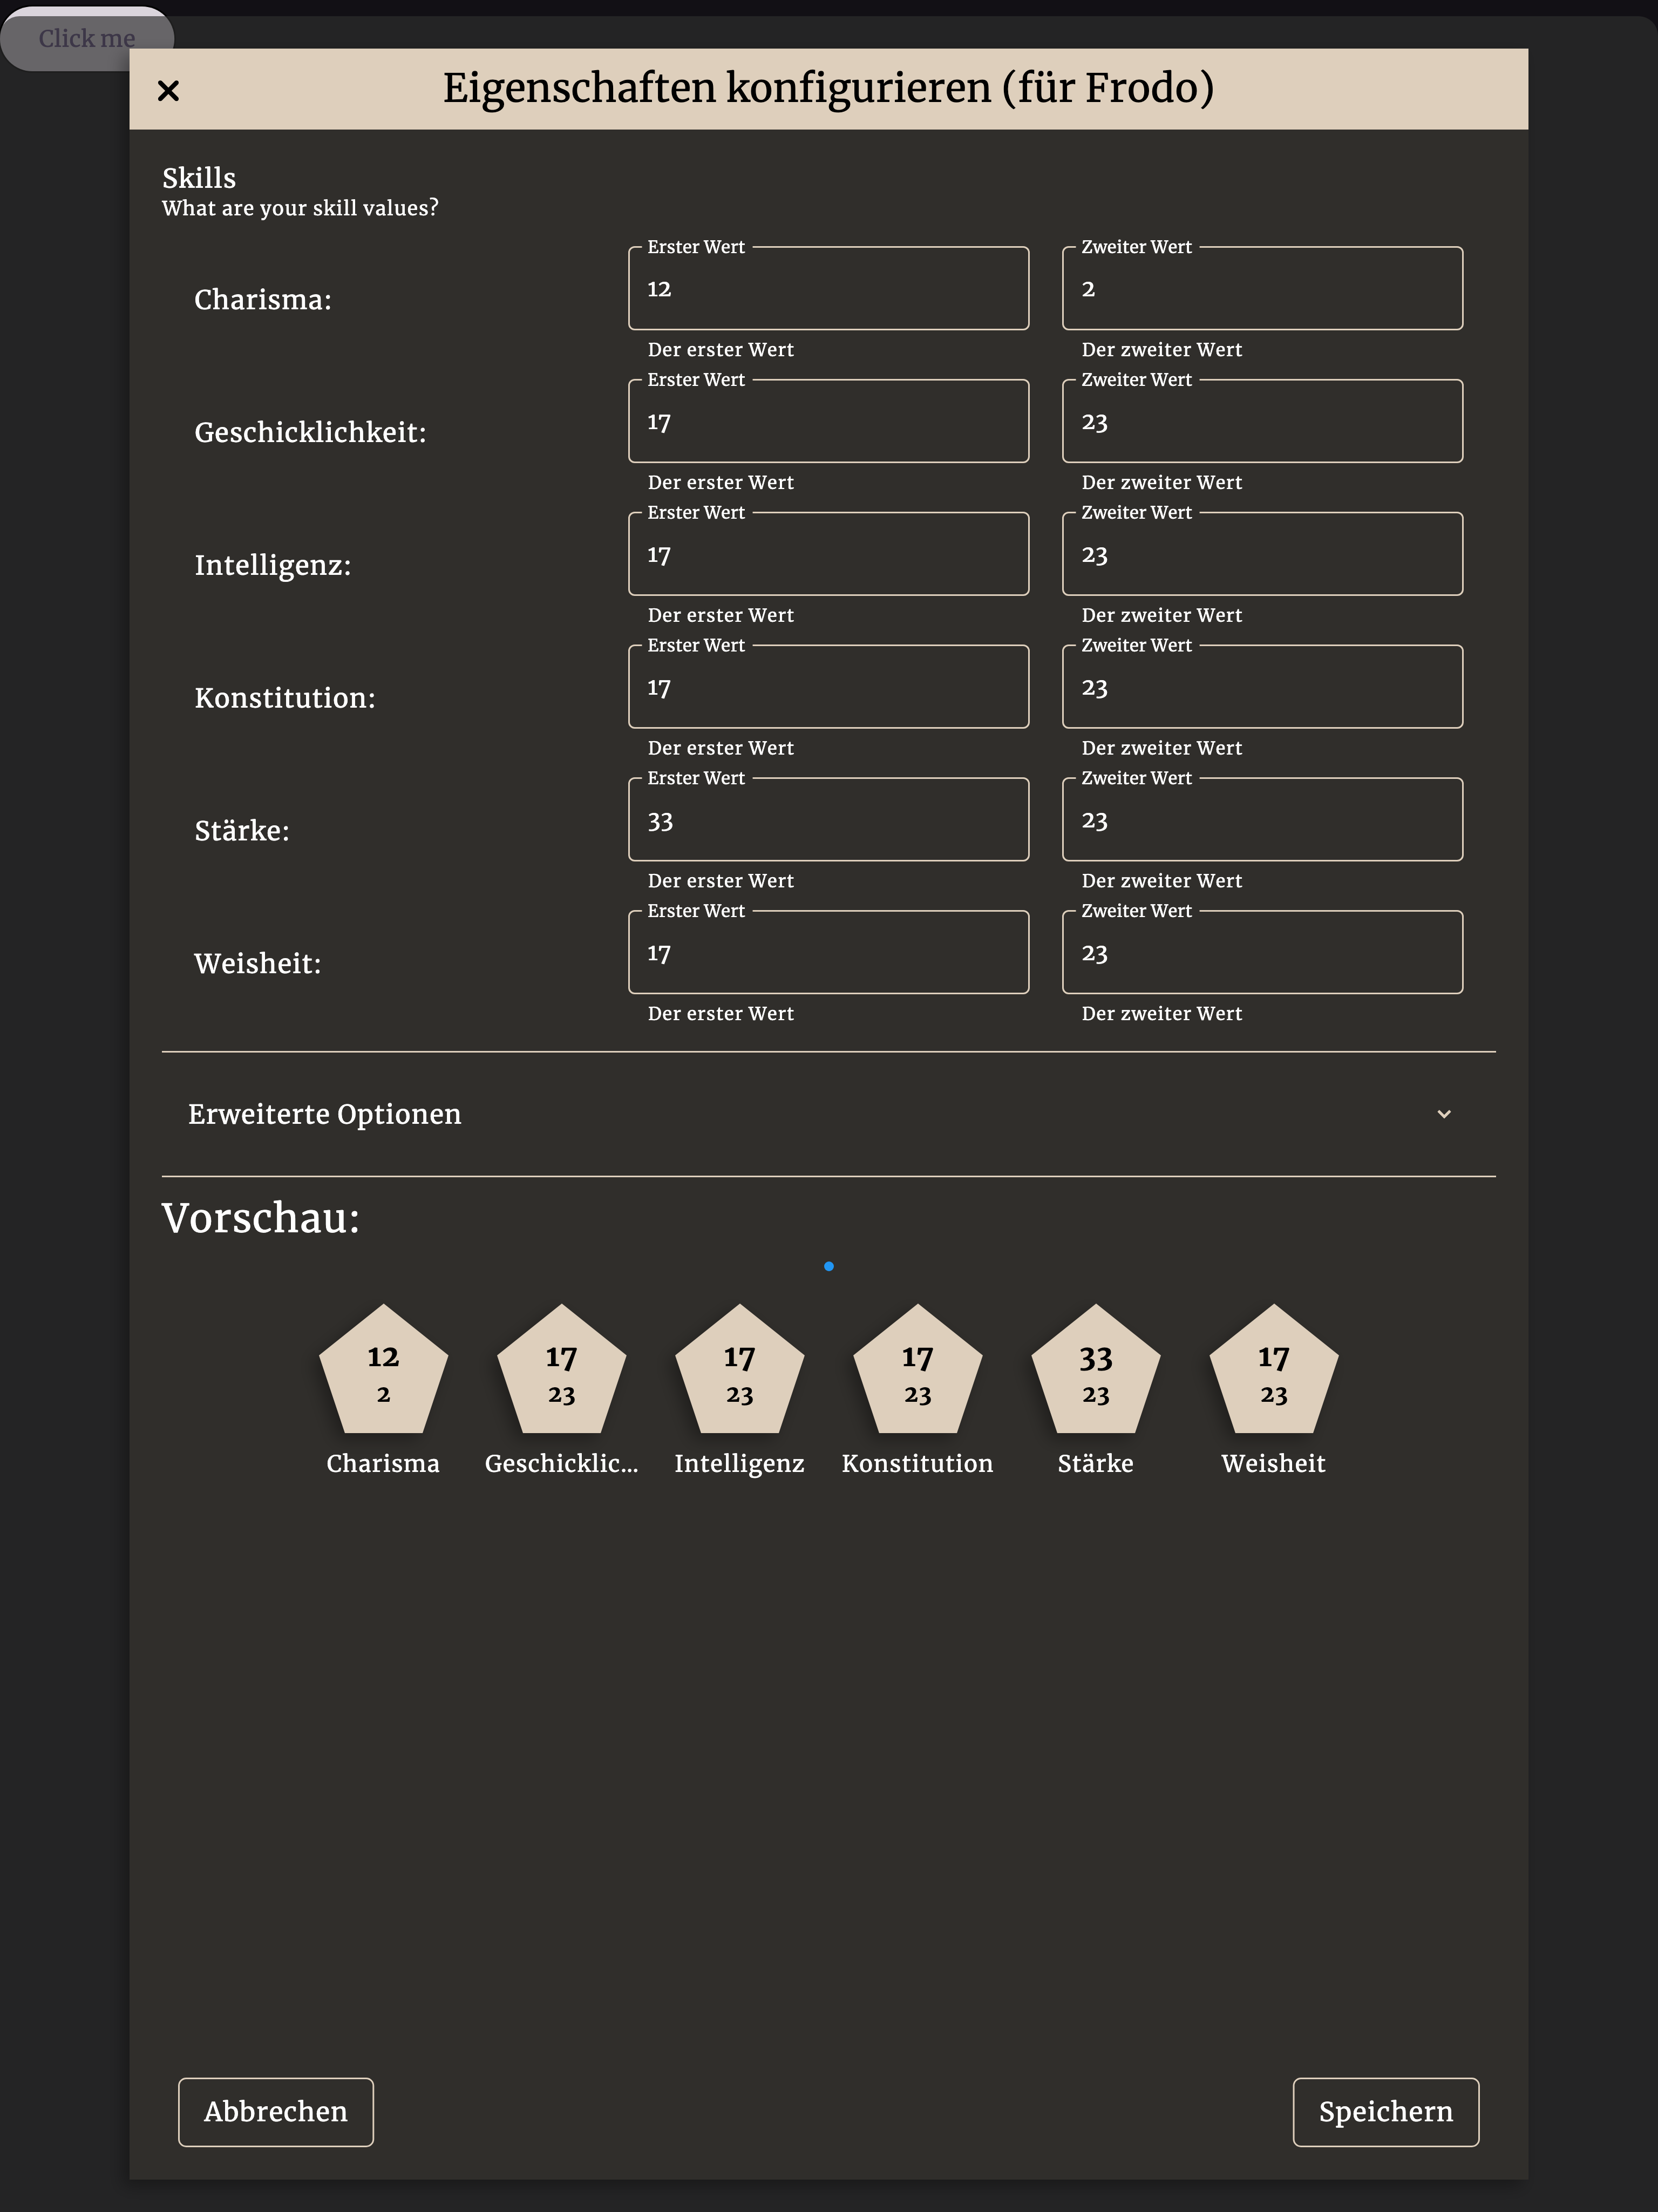 Click me
Eigenschaften konfigurieren (für Frodo)
Skills
What are your skill values?
Charisma:
Erster Wert
12
Der erster Wert
Zweiter Wert
2
Der zweiter Wert
Geschicklichkeit:
Erster Wert
17
Der erster Wert
Zweiter Wert
23
Der zweiter Wert
Intelligenz:
Erster Wert
17
Der erster Wert
Zweiter Wert
23
Der zweiter Wert
Konstitution:
Erster Wert
17
Der erster Wert
Zweiter Wert
23
Der zweiter Wert
Stärke:
Erster Wert
33
Der erster Wert
Zweiter Wert
23
Der zweiter Wert
Weisheit:
Erster Wert
17
Der erster Wert
Zweiter Wert
23
Der zweiter Wert
Erweiterte Optionen
Vorschau:
12
2
Charisma
17
23
Geschicklic...
17
23
Intelligenz
17
23
Konstitution
33
23
Stärke
17
23
Weisheit
Abbrechen
Speichern